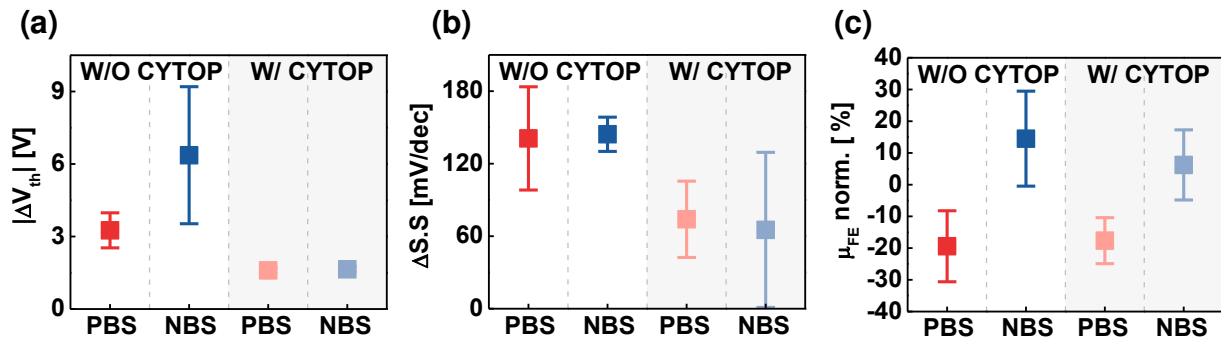 (a)
W/O CYTOP W/ CYTOP
|ΔVth| [V]
9
6
3
0
PBS NBS PBS NBS
(b)
W/O CYTOP W/ CYTOP
ΔS.S [mV/dec]
180
120
60
0
PBS NBS PBS NBS
(c)
W/O CYTOP W/ CYTOP
μFE norm. [ %]
40
30
20
10
0
-10
-20
-30
-40
PBS NBS PBS NBS